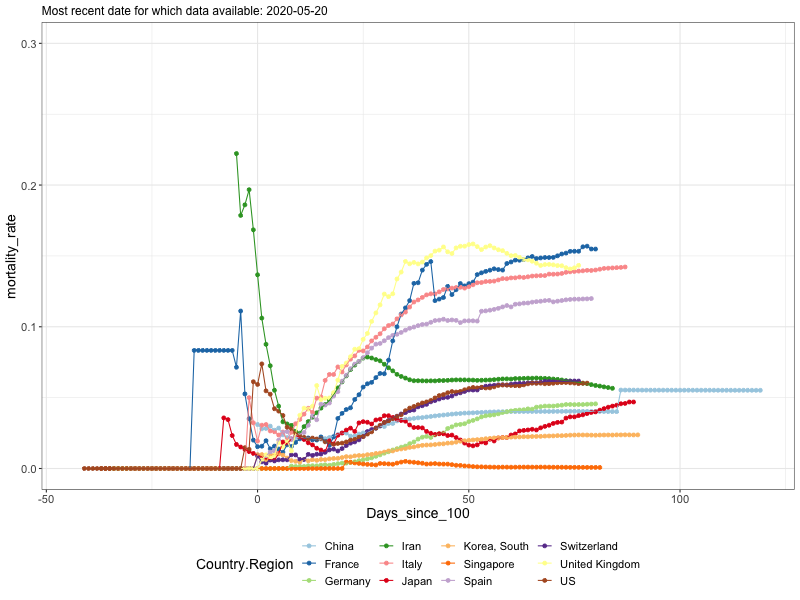 Most recent date for which data available: 2020-05-20
0.3
0.2
0.1
0.0
mortality_rate
-50
0
50
100
Days_since_100
Country.Region
China
Iran
Korea, South
Switzerland
France
Italy
Singapore
United Kingdom
Germany
Japan
Spain
US